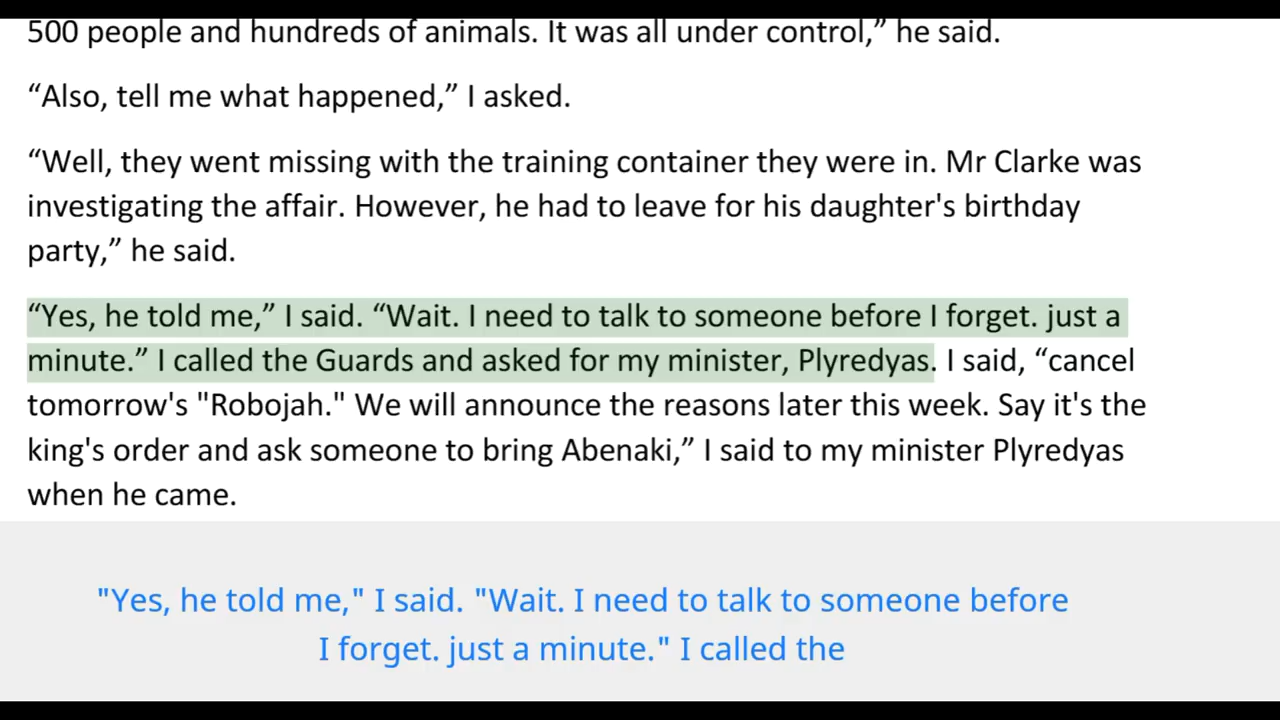 500 people and hundreds of animals. It was all under control,” he said.
“Also, tell me what happened,” I asked.
“Well, they went missing with the training container they were in. Mr Clarke was
investigating the affair. However, he had to leave for his daughter's birthday
party,” he said.
“Yes, he told me,” I said. “Wait. I need to talk to someone before I forget. just a
minute.” I called the Guards and asked for my minister, Plyredyas. I said, “cancel
tomorrow's "Robojah." We will announce the reasons later this week. Say it's the
king's order and ask someone to bring Abenaki,” I said to my minister Plyredyas
when he came.
"Yes, he told me," I said. "Wait. I need to talk to someone before
I forget. just a minute." I called the